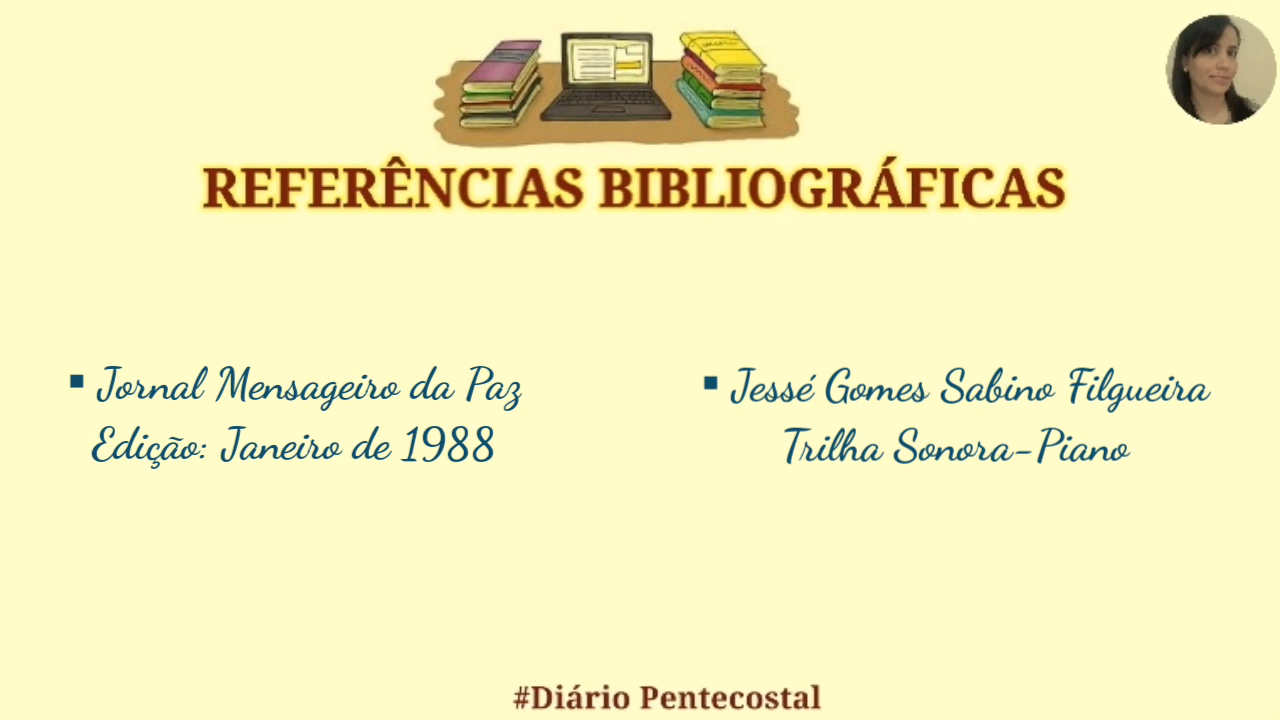 REFERÊNCIAS BIBLIOGRÁFICAS
▪ Jornal Mensageiro da Paz
Edição: Janeiro de 1988
▪ Jessé Gomes Sabino Filgueira
Trilha Sonora-Piano
#Diário Pentecostal